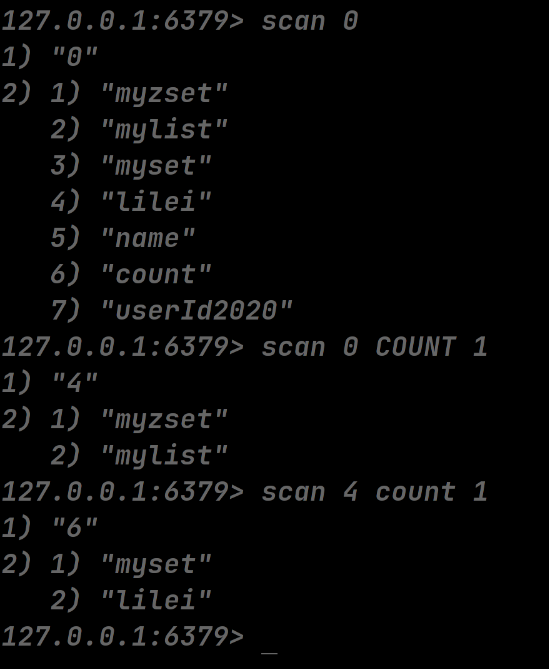 127.0.0.1:6379> scan 0
1) "0"
2) 1) "myzset"
   2) "mylist"
   3) "myset"
   4) "lilei"
   5) "name"
   6) "count"
   7) "userId2020"
127.0.0.1:6379> scan 0 COUNT 1
1) "4"
2) 1) "myzset"
   2) "mylist"
127.0.0.1:6379> scan 4 count 1
1) "6"
2) 1) "myset"
   2) "lilei"
127.0.0.1:6379> _